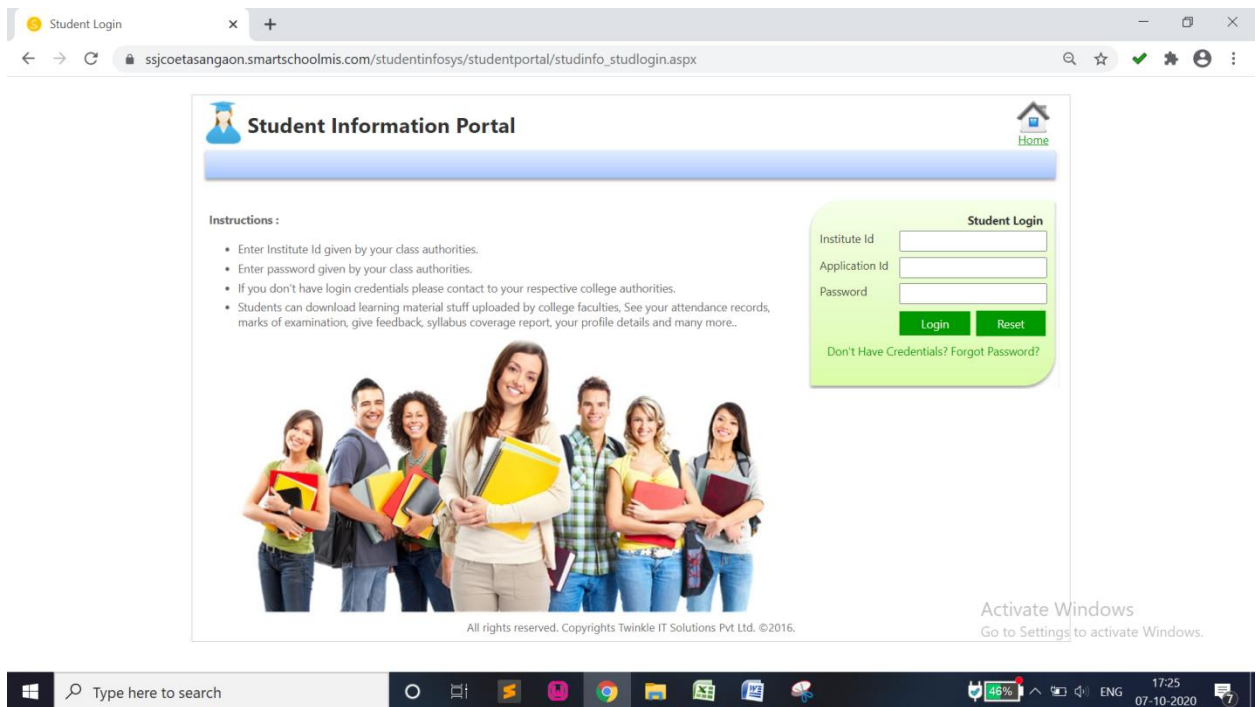 Student Login
ssjcoetasangaon.smartschoolmis.com/studentinfosys/studentportal/studinfo_studlogin.aspx
Student Information Portal
Home
Instructions :
Enter Institute Id given by your class authorities.
Enter password given by your class authorities.
If you don't have login credentials please contact to your respective college authorities.
Students can download learning material stuff uploaded by college faculties, See your attendance records,
marks of examination, give feedback, syllabus coverage report, your profile details and many more..
Student Login
Institute Id
Application Id
Password
Login Reset
Don't Have Credentials? Forgot Password?
All rights reserved. Copyrights Twinkle IT Solutions Pvt Ltd. ©2016.
Activate Windows
Go to Settings to activate Windows.
Type here to search
46%
ENG
17:25
07-10-2020
7